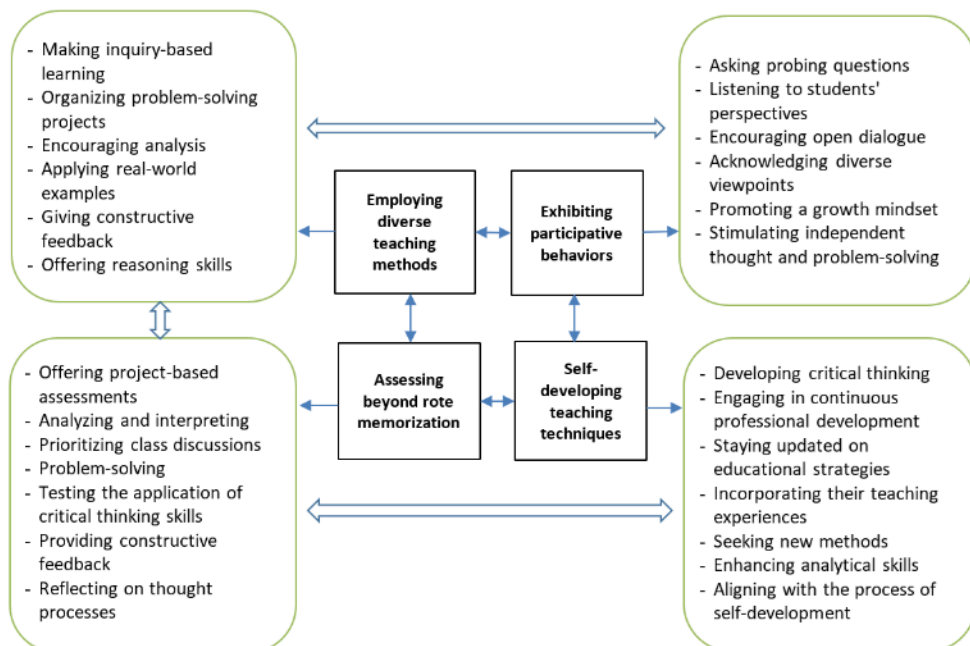 - Making inquiry-based
learning
- Organizing problem-solving
projects
- Encouraging analysis
- Applying real-world
examples
- Giving constructive
feedback
- Offering reasoning skills
- Asking probing questions
- Listening to students'
perspectives
- Encouraging open dialogue
- Acknowledging diverse
viewpoints
- Promoting a growth mindset
- Stimulating independent
thought and problem-solving
Employing
diverse
teaching
methods
Exhibiting
participative
behaviors
Assessing
beyond rote
memorization
Self-
developing
teaching
techniques
- Offering project-based
assessments
- Analyzing and interpreting
- Prioritizing class discussions
- Problem-solving
- Testing the application of
critical thinking skills
- Providing constructive
feedback
- Reflecting on thought
processes
- Developing critical thinking
- Engaging in continuous
professional development
- Staying updated on
educational strategies
- Incorporating their teaching
experiences
- Seeking new methods
- Enhancing analytical skills
- Aligning with the process of
self-development